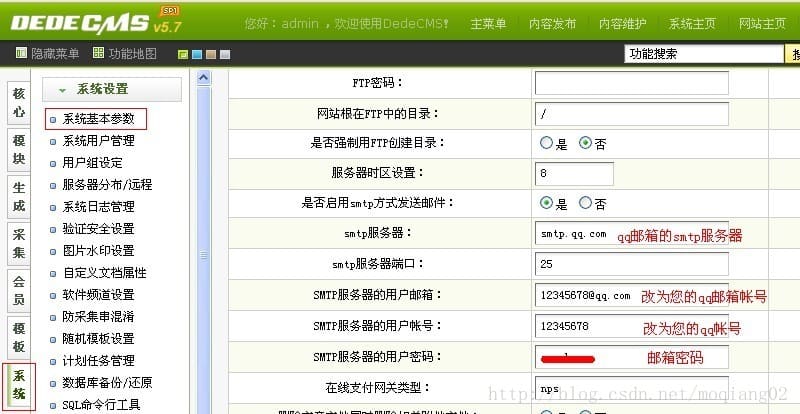 DEDECMS v5.7 SP1
您好：admin ，欢迎使用DedeCMS！ 主菜单 内容发布 内容维护 系统主页 网站主页
隐藏菜单 功能地图 功能搜索
核心
模块
生成
采集
会员
模板
系统
系统设置
系统基本参数
系统用户管理
用户组设定
服务器分布/远程
系统日志管理
验证安全设置
图片水印设置
自定义文档属性
软件频道设置
防采集串混淆
随机模板设置
计划任务管理
数据库备份/还原
SQL命令行工具
FTP密码：
网站根在FTP中的目录： /
是否强制用FTP创建目录： 是 否
服务器时区设置： 8
是否启用smtp方式发送邮件： 是 否
smtp服务器： smtp.qq.com qq邮箱的smtp服务器
smtp服务器端口： 25
SMTP服务器的用户邮箱： 12345678@qq.com 改为您的qq邮箱帐号
SMTP服务器的用户帐号： 12345678 改为您的qq帐号
SMTP服务器的用户密码： 邮箱密码
在线支付网关类型： nps
http://blog.csdn.net/moqiang02